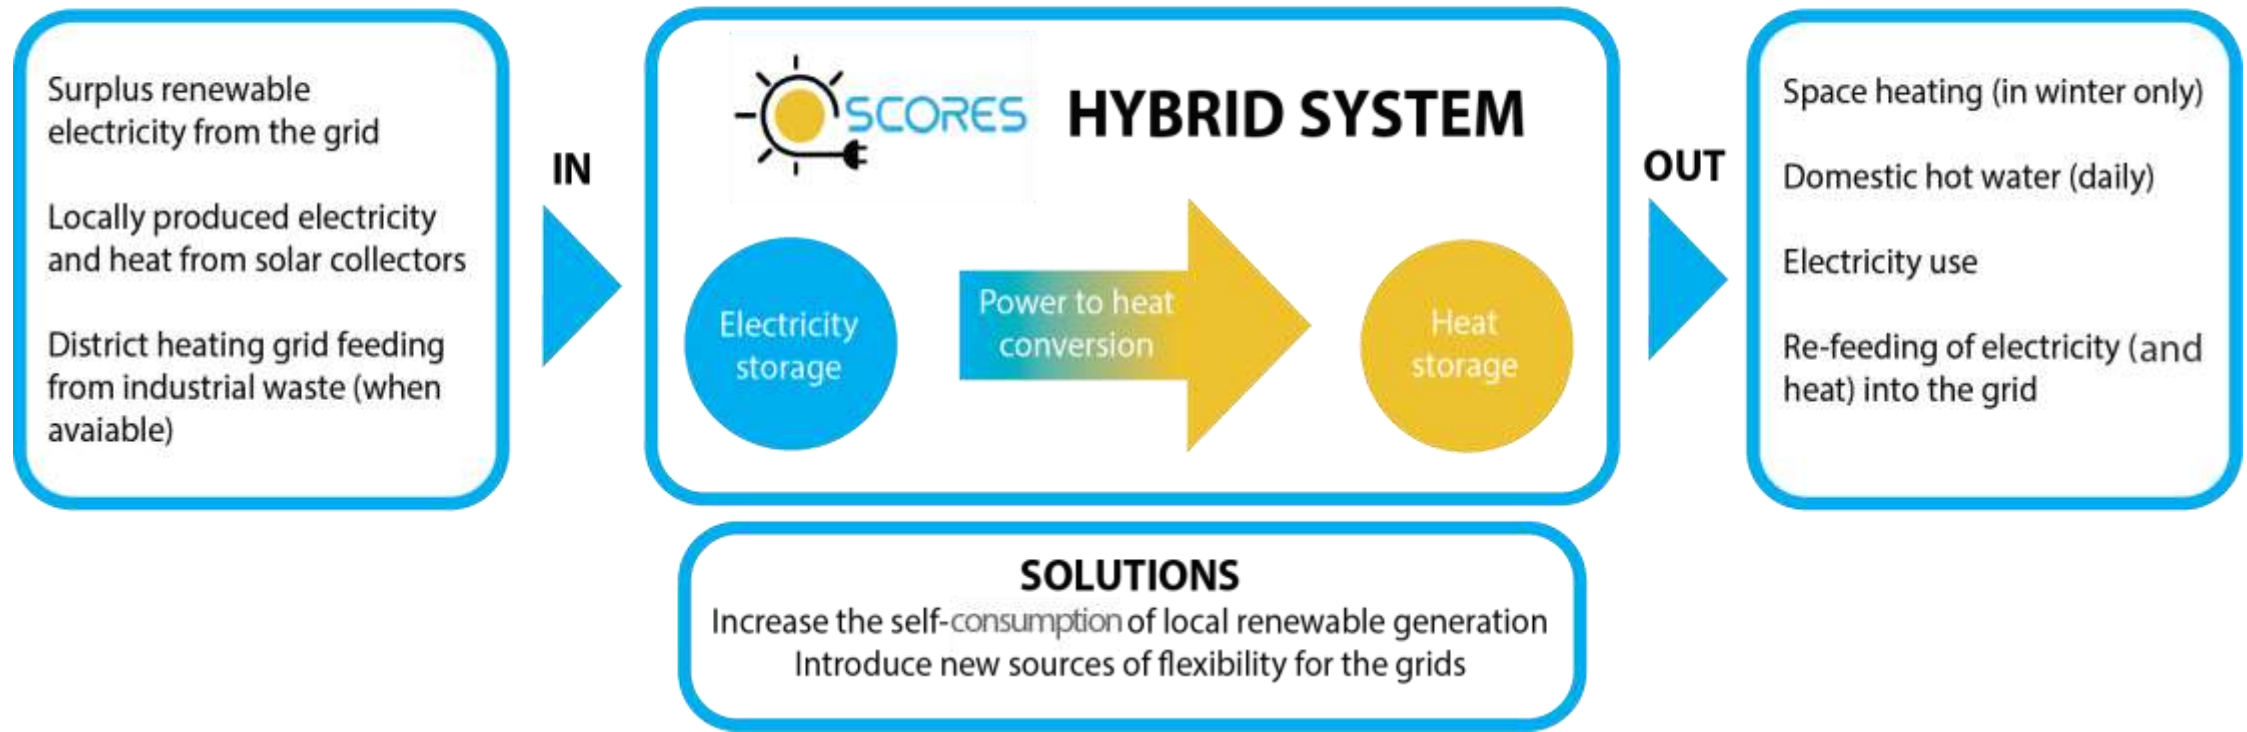 Surplus renewable
electricity from the grid
Locally produced electricity
and heat from solar collectors
District heating grid feeding
from industrial waste (when
avaiable)
IN
SCORES
HYBRID SYSTEM
Electricity
storage
Power to heat
conversion
Heat
storage
OUT
Space heating (in winter only)
Domestic hot water (daily)
Electricity use
Re-feeding of electricity (and
heat) into the grid
SOLUTIONS
Increase the self-consumption of local renewable generation
Introduce new sources of flexibility for the grids